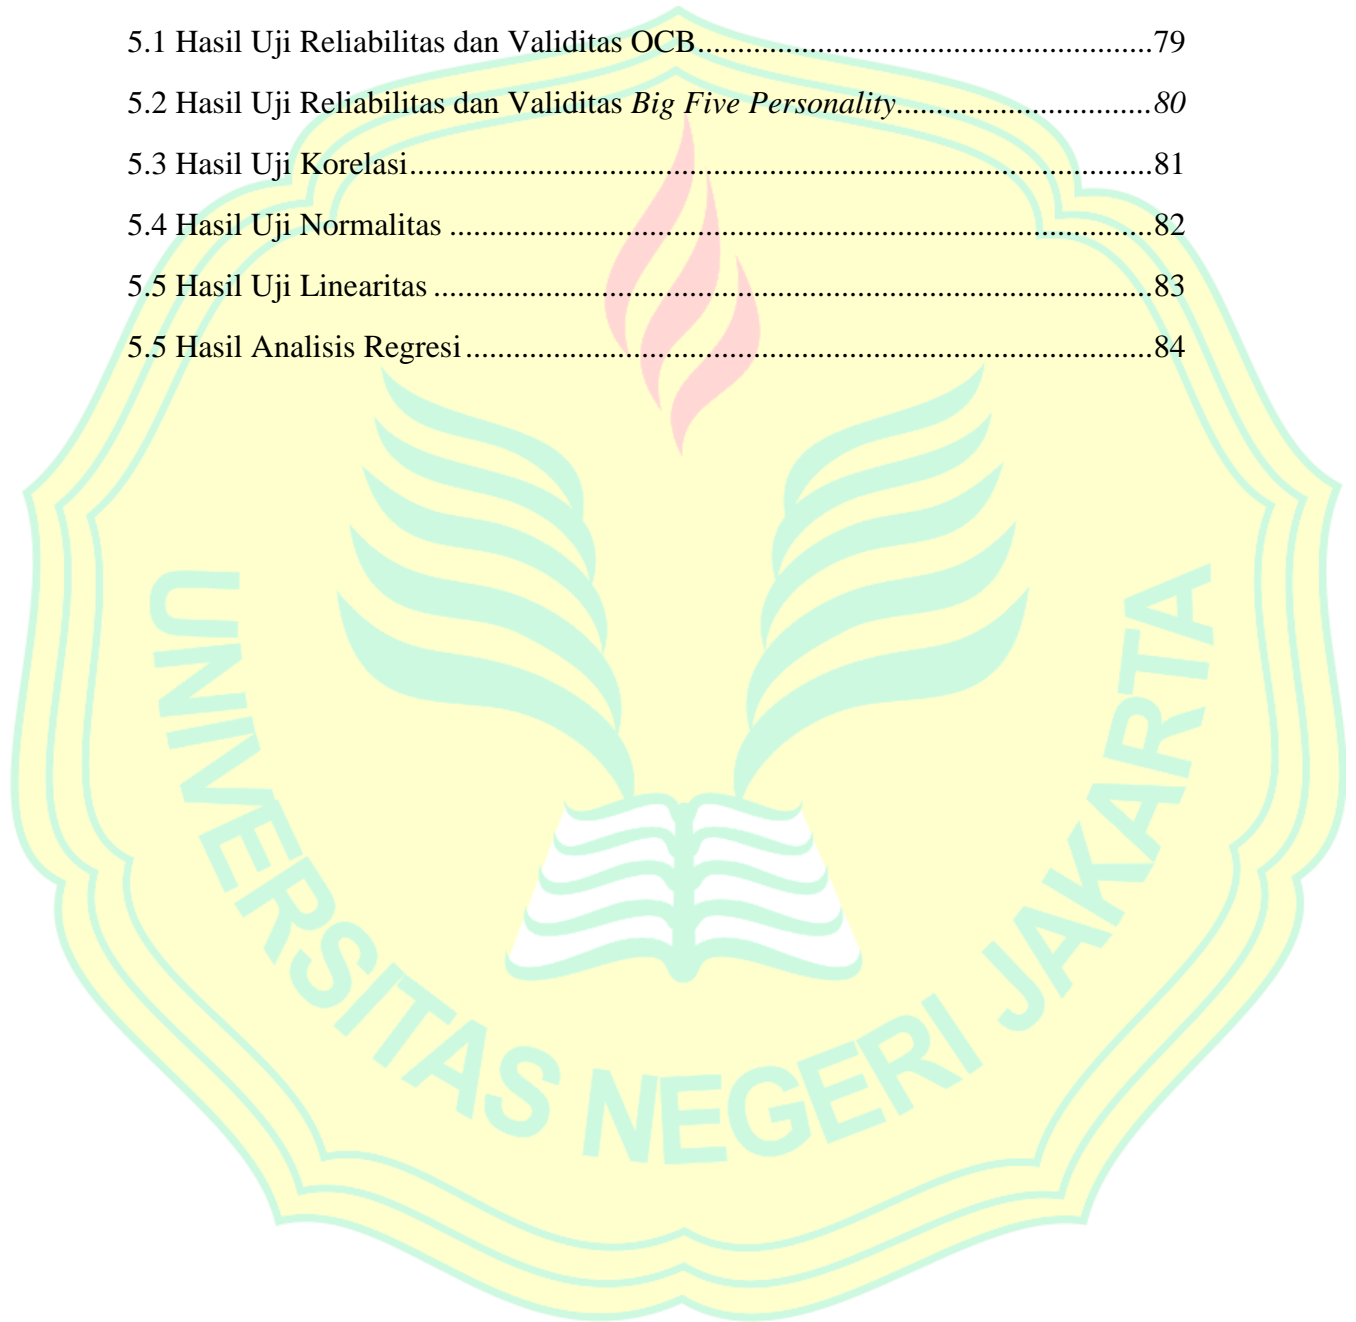 5.1 Hasil Uji Reliabilitas dan Validitas OCB..........................................................79
5.2 Hasil Uji Reliabilitas dan Validitas Big Five Personality................................80
5.3 Hasil Uji Korelasi..............................................................................................81
5.4 Hasil Uji Normalitas .........................................................................................82
5.5 Hasil Uji Linearitas ...........................................................................................83
5.5 Hasil Analisis Regresi.......................................................................................84
UNIVERSITAS NEGERI JAKARTA